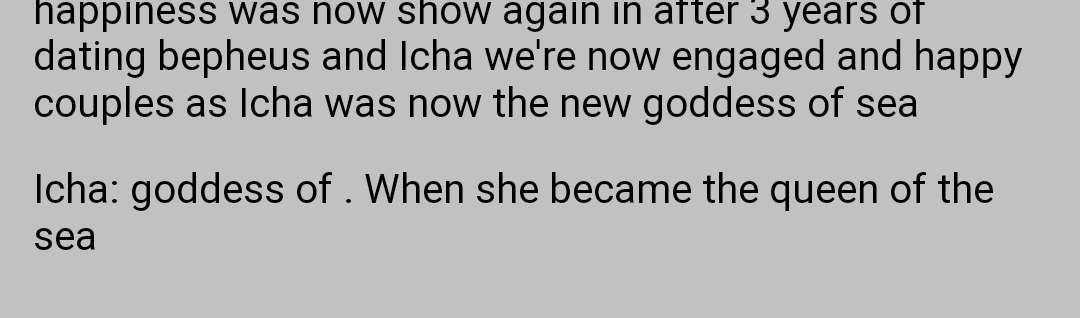 happiness was now show again in after 3 years of
dating bepheus and Icha we're now engaged and happy
couples as Icha was now the new goddess of sea
Icha: goddess of . When she became the queen of the
sea